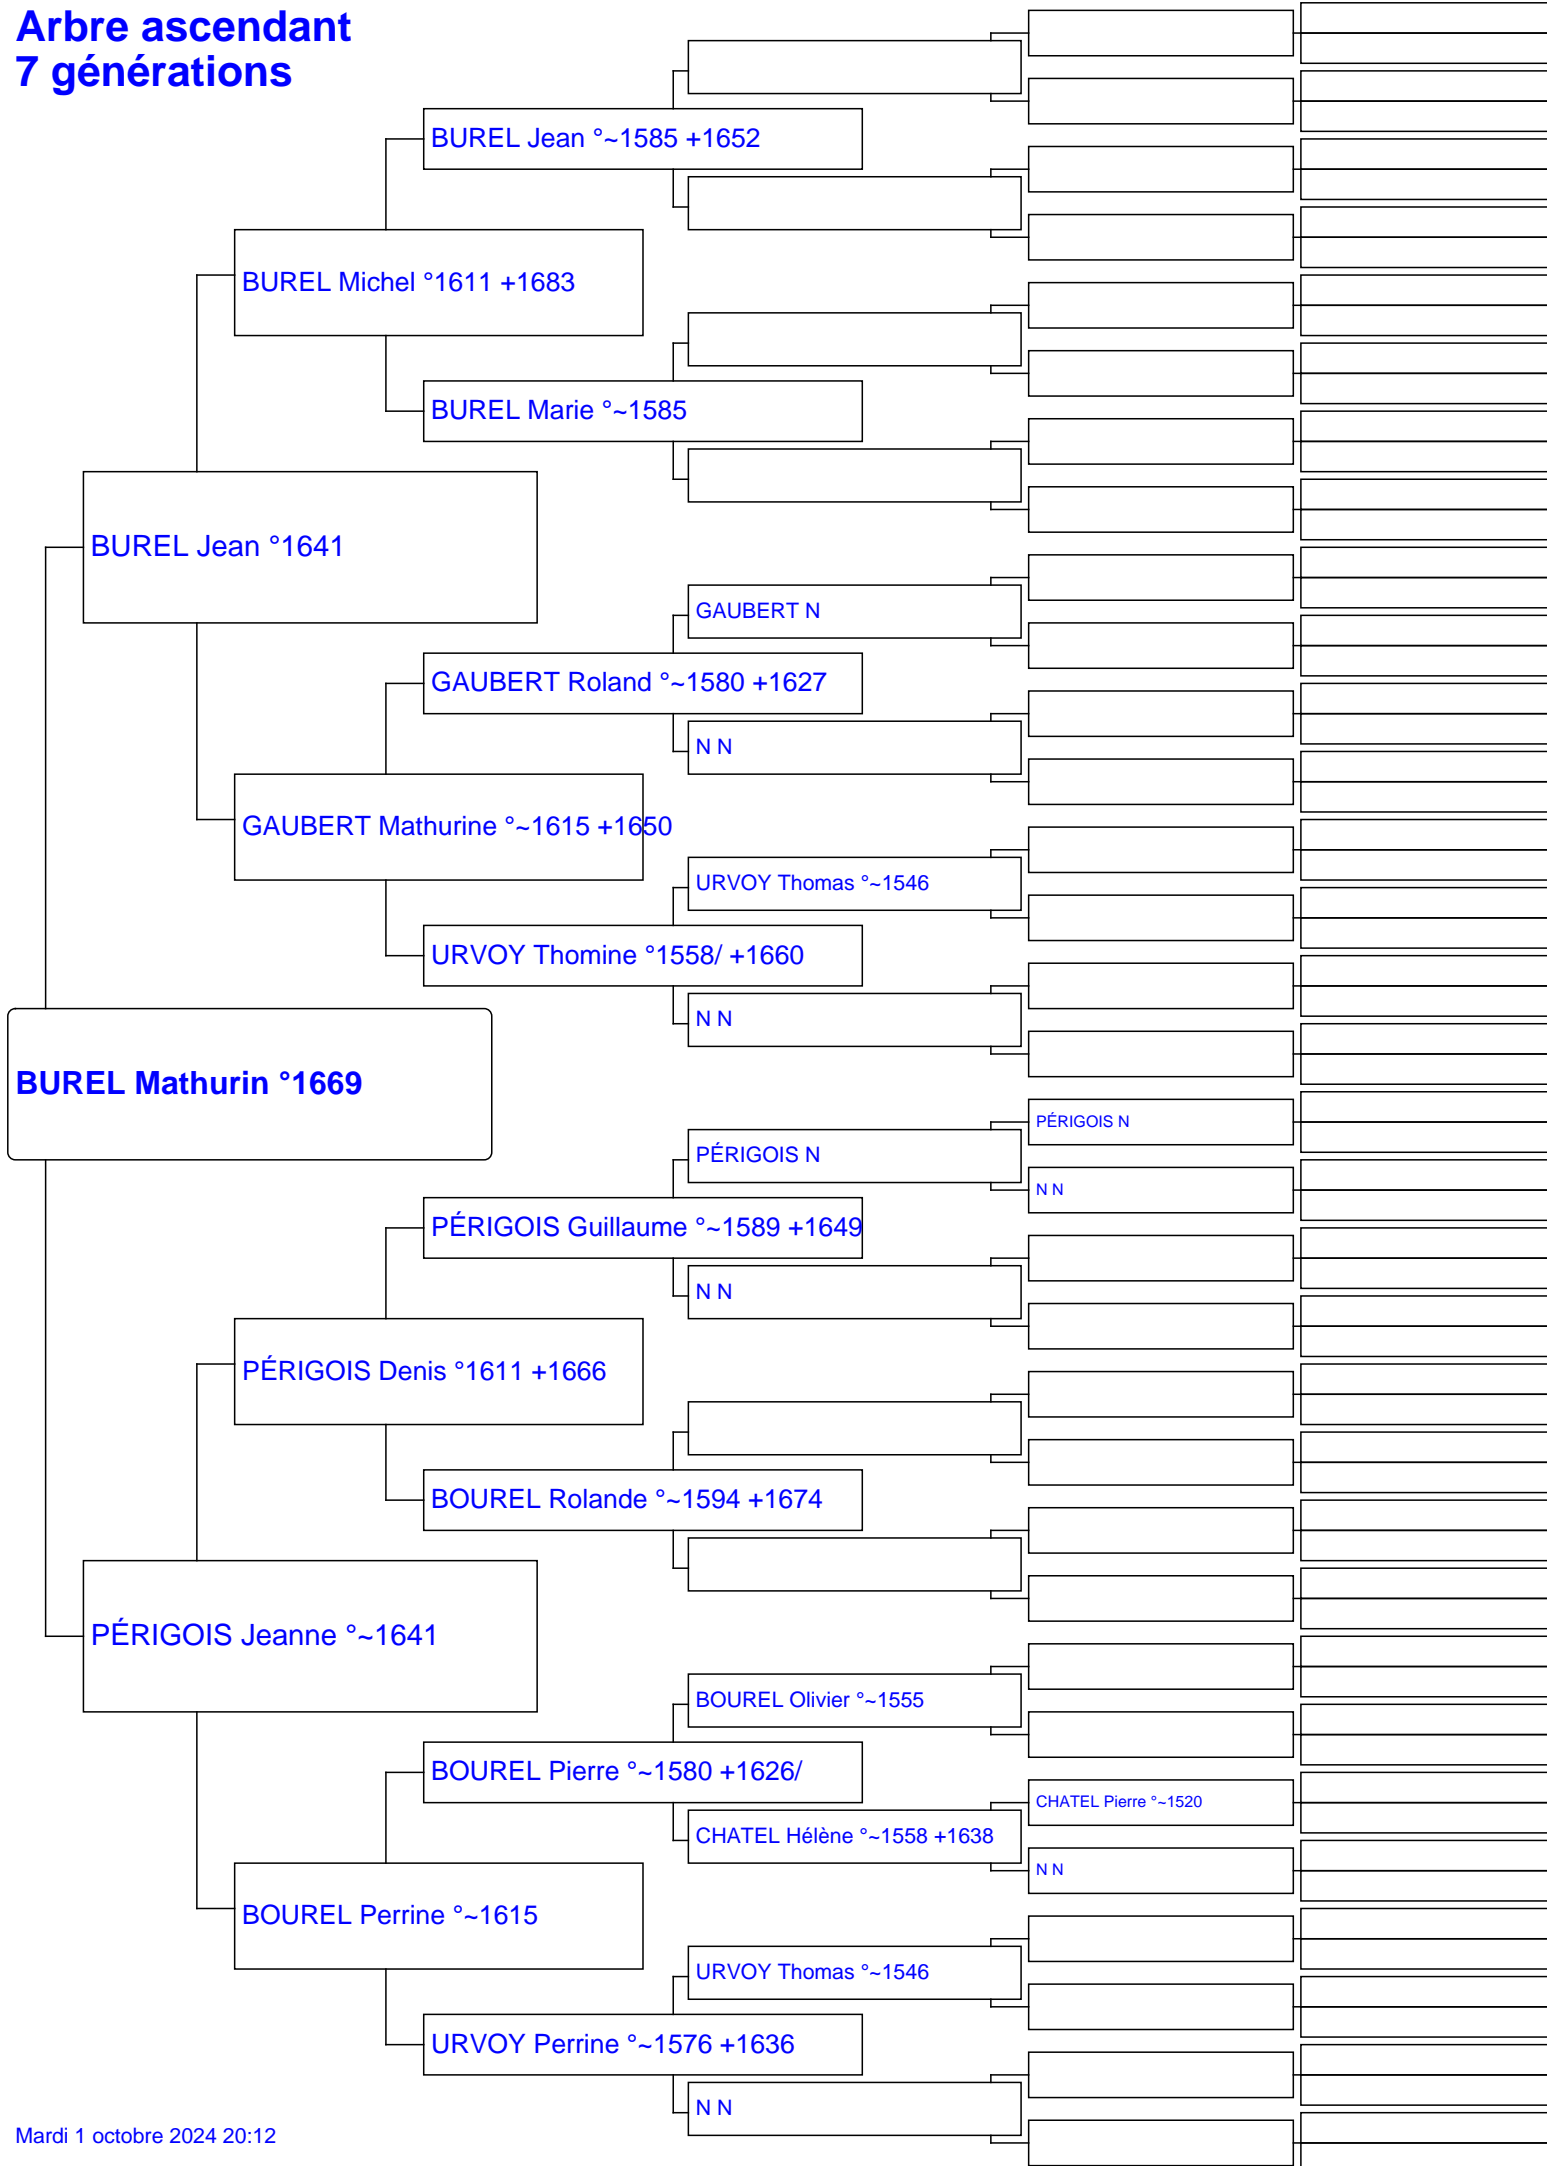 Arbre ascendant
7 générations
BUREL Jean °~1585 +1652
BUREL Michel °1611 +1683
BUREL Marie °~1585
BUREL Jean °1641
GAUBERT N
GAUBERT Roland °~1580 +1627
N N
GAUBERT Mathurine °~1615 +1650
URVOY Thomas °~1546
URVOY Thomine °1558/ +1660
N N
BUREL Mathurin °1669
PÉRIGOIS N
PÉRIGOIS N
N N
PÉRIGOIS Guillaume °~1589 +1649
N N
PÉRIGOIS Denis °1611 +1666
BOUREL Rolande °~1594 +1674
PÉRIGOIS Jeanne °~1641
BOUREL Olivier °~1555
BOUREL Pierre °~1580 +1626/
CHATEL Pierre °~1520
CHATEL Hélène °~1558 +1638
N N
BOUREL Perrine °~1615
URVOY Thomas °~1546
URVOY Perrine °~1576 +1636
N N
Mardi 1 octobre 2024 20:12